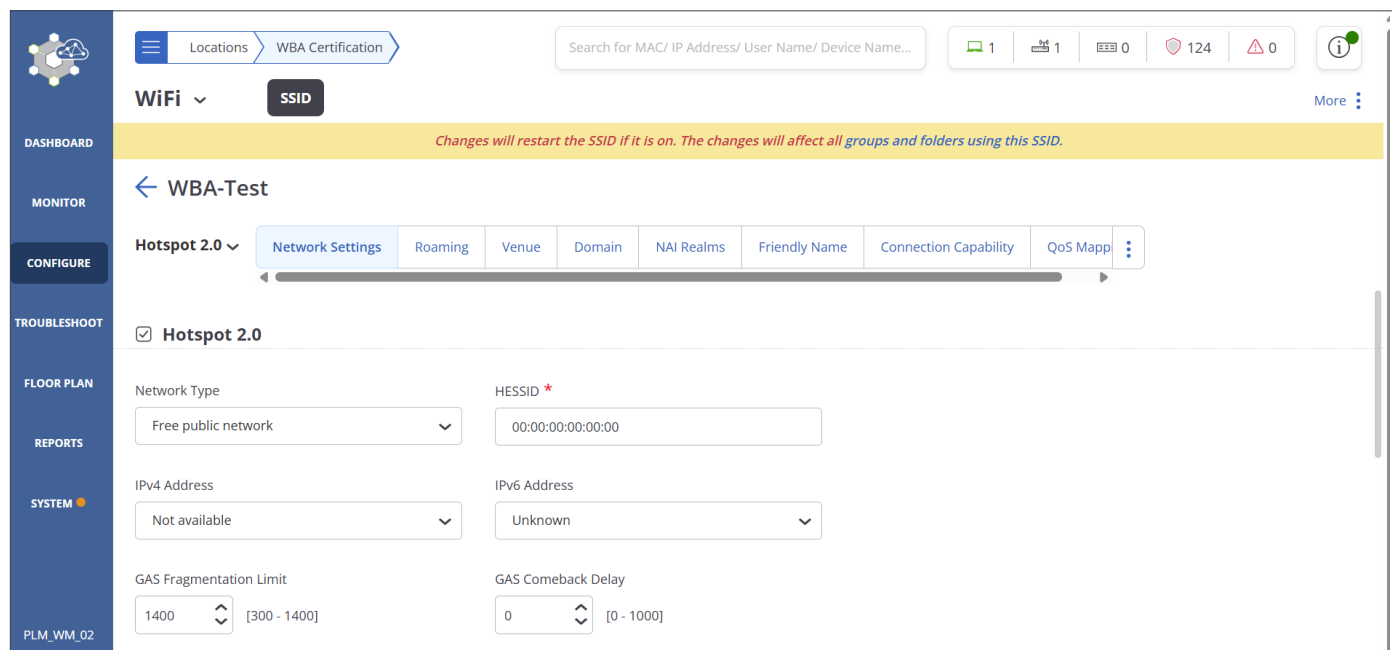 Locations
WBA Certification
Search for MAC/ IP Address/ User Name/ Device Name...
1
1
0
124
0
WiFi
SSID
More
DASHBOARD
MONITOR
CONFIGURE
TROUBLESHOOT
FLOOR PLAN
REPORTS
SYSTEM
PLM_WM_02
Changes will restart the SSID if it is on. The changes will affect all groups and folders using this SSID.
WBA-Test
Hotspot 2.0
Network Settings
Roaming
Venue
Domain
NAI Realms
Friendly Name
Connection Capability
QoS Mapp
Hotspot 2.0
Network Type
HESSID *
Free public network
00:00:00:00:00:00
IPv4 Address
IPv6 Address
Not available
Unknown
GAS Fragmentation Limit
GAS Comeback Delay
1400
[300 - 1400]
0
[0 - 1000]